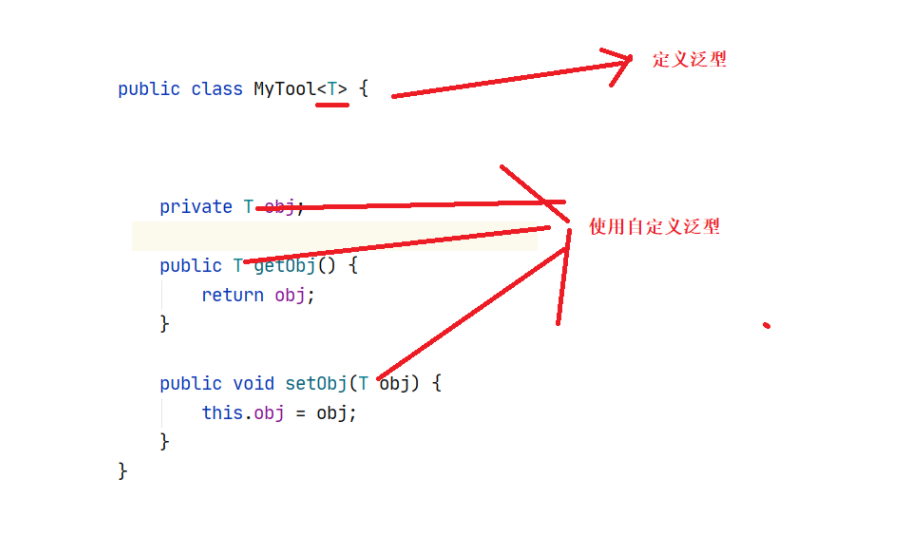 定义泛型
public class MyTool<T> {
private T obj;
使用自定义泛型
public T getObj() {
return obj;
}
public void setObj(T obj) {
this.obj = obj;
}
}